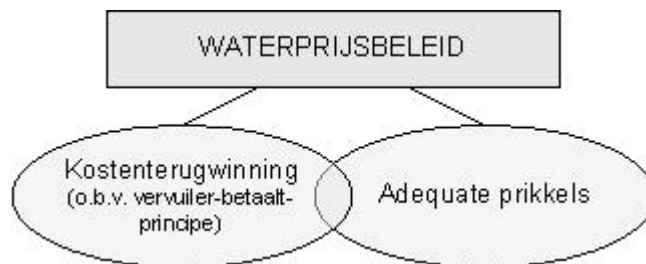 WATERPRIJSBELEID
Kostenterugwinning
(o.b.v. vervuiler-betaalt-
principe)
Adequate prikkels